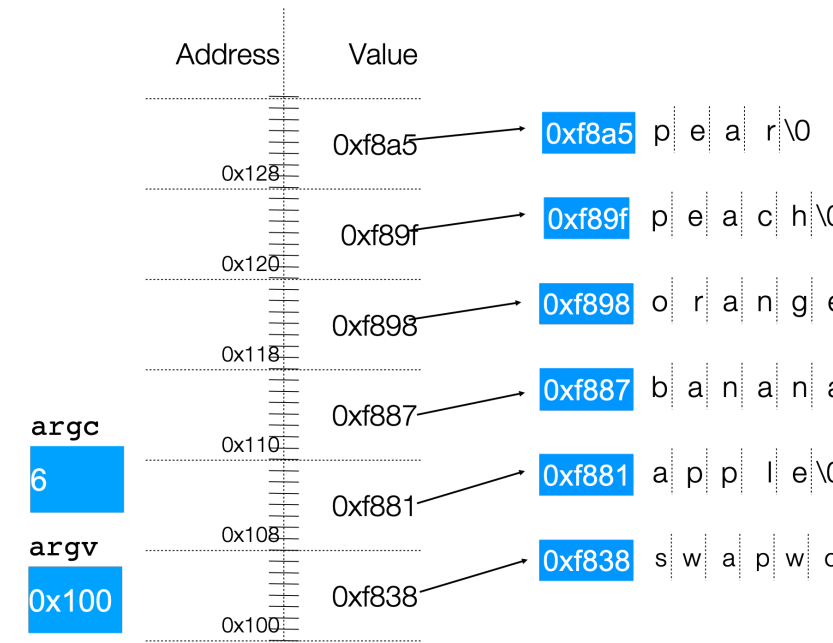 Address Value
0xf8a5 0xf8a5 p e a r \0
0x128
0xf89f 0xf89f p e a c h \0
0x120
0xf898 0xf898 o r a n g e
0x118
0xf887 0xf887 b a n a n a
argc
0x110
6
0xf881 0xf881 a p p l e \0
0x108
argv
0xf838 0xf838 s w a p w
0x100
0x100